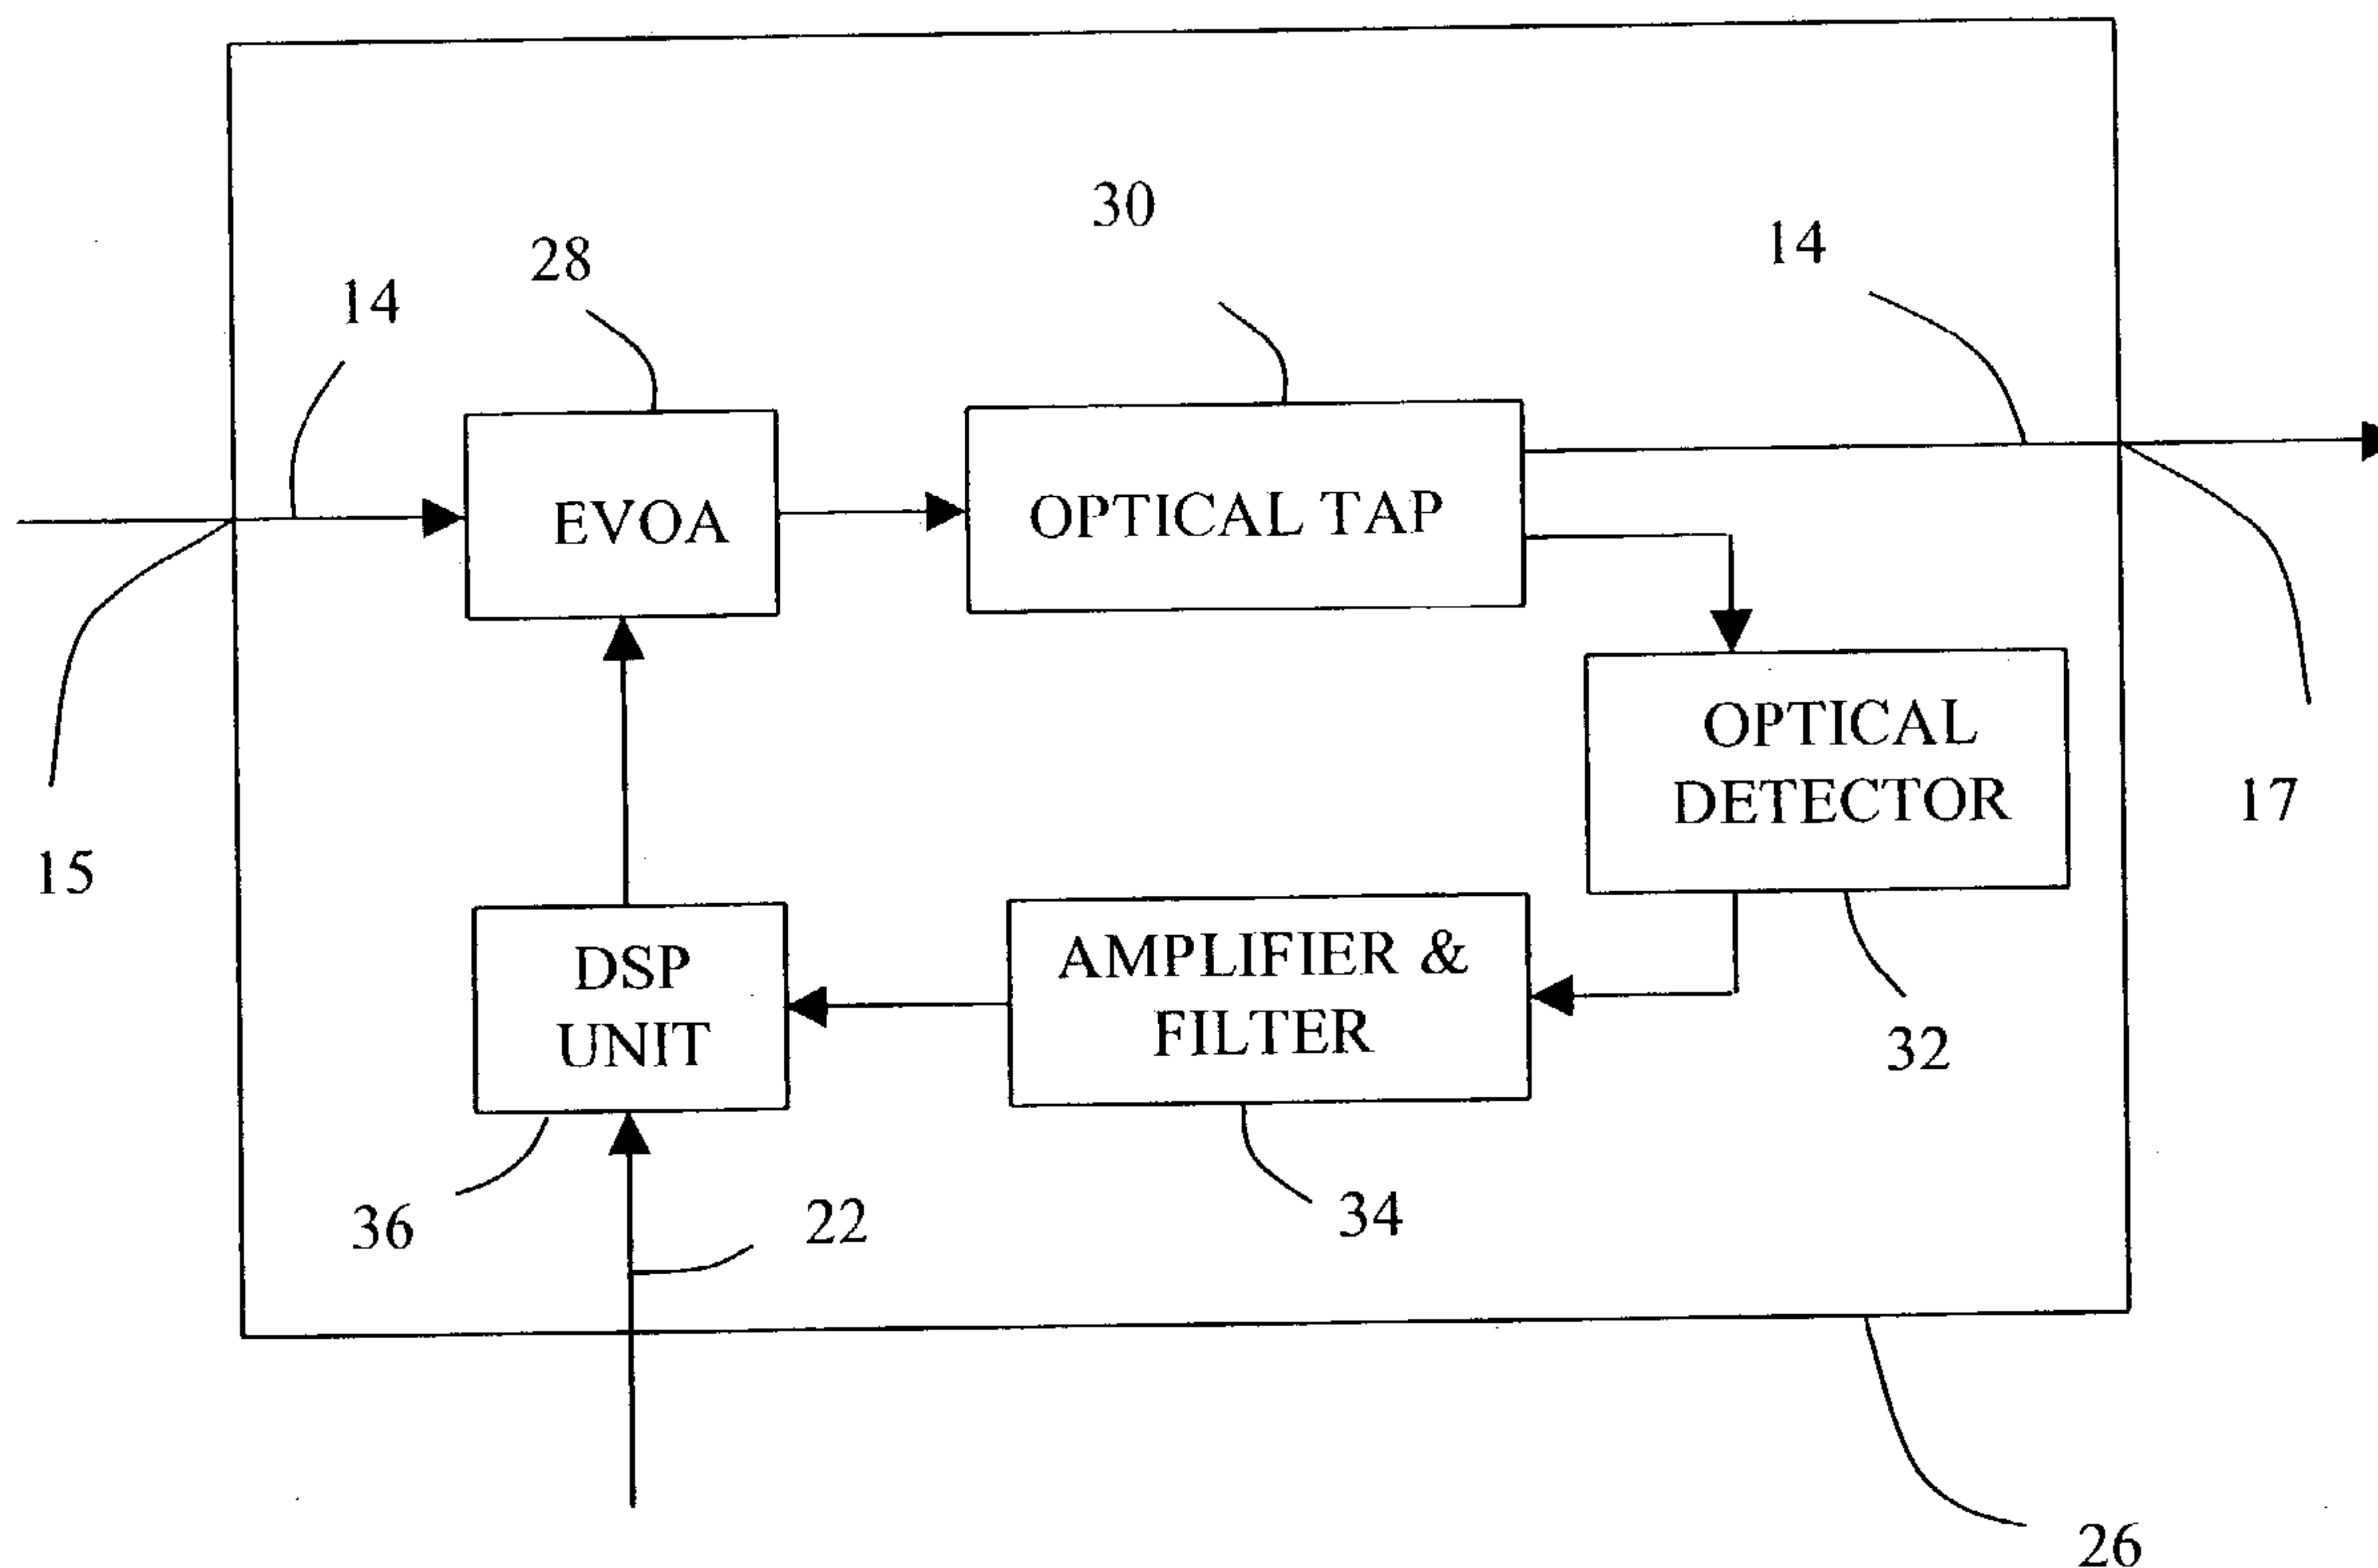 30
14
28
14
EVOA
OPTICAL TAP
OPTICAL
DETECTOR
17
15
DSP
UNIT
AMPLIFIER &
FILTER
32
36
22
34
26